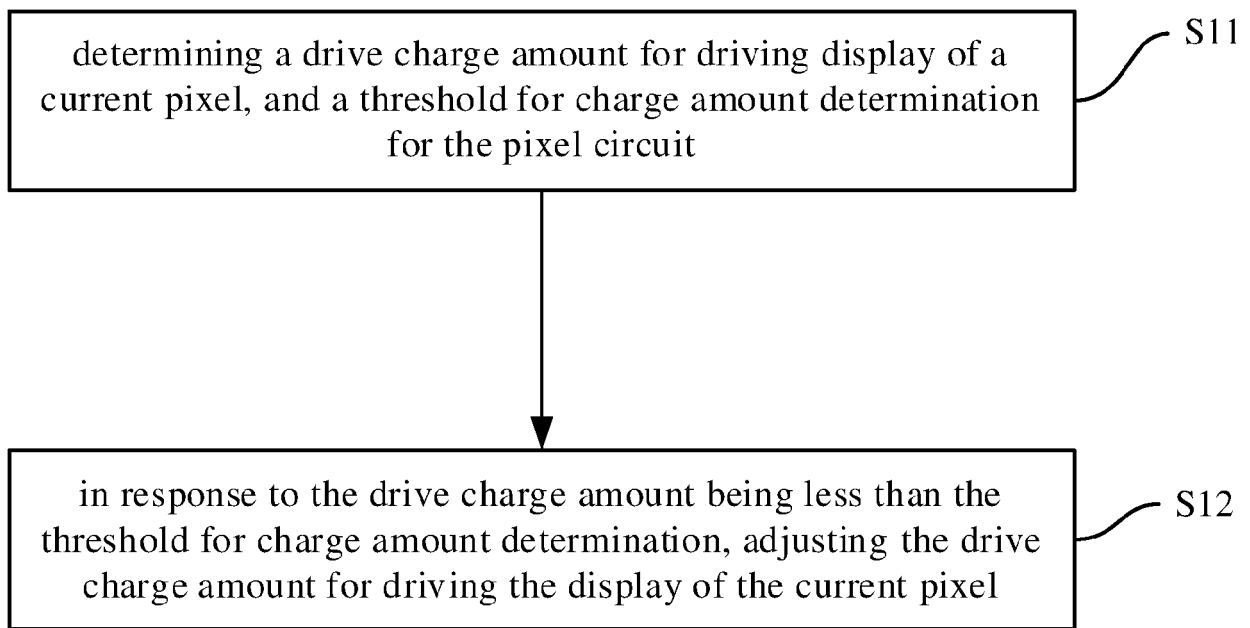 determining a drive charge amount for driving display of a
current pixel, and a threshold for charge amount determination
for the pixel circuit
S11
in response to the drive charge amount being less than the
threshold for charge amount determination, adjusting the drive
charge amount for driving the display of the current pixel
S12